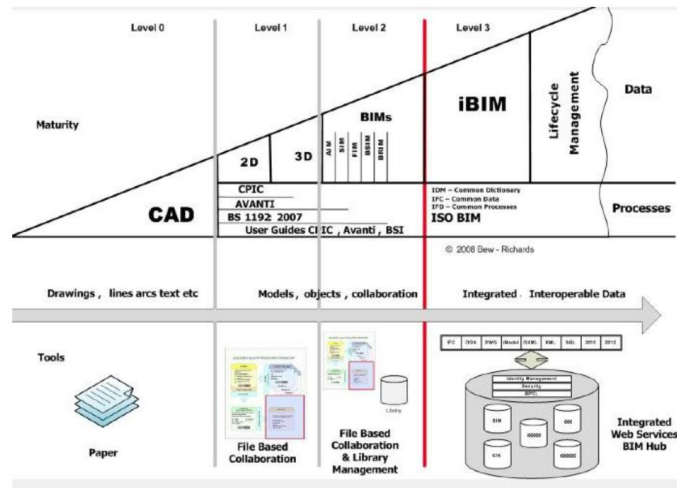 Level 0
Level 1
Level 2
Level 3
Maturity
CAD
2D
3D
BIMs
AIM
SIM
FIM
BSIM
BRIM
iBIM
Lifecycle
Management
Data
Processes
CPIC
AVANTI
BS 1192: 2007
User Guides CPIC , Avanti , BSI
IDM – Common Dictionary
IFC – Common Data
IFD – Common Processes
ISO BIM
© 2008 Bew - Richards
Drawings , lines arcs text etc
Models , objects , collaboration
Integrated , Interoperable Data
Tools
Paper
File Based
Collaboration
Library
File Based
Collaboration
& Library
Management
IFC
DGN
DWG
iModel
XML
SQL
2010
2012
Identity Management
Security
BIM
Integrated
Web Services
BIM Hub